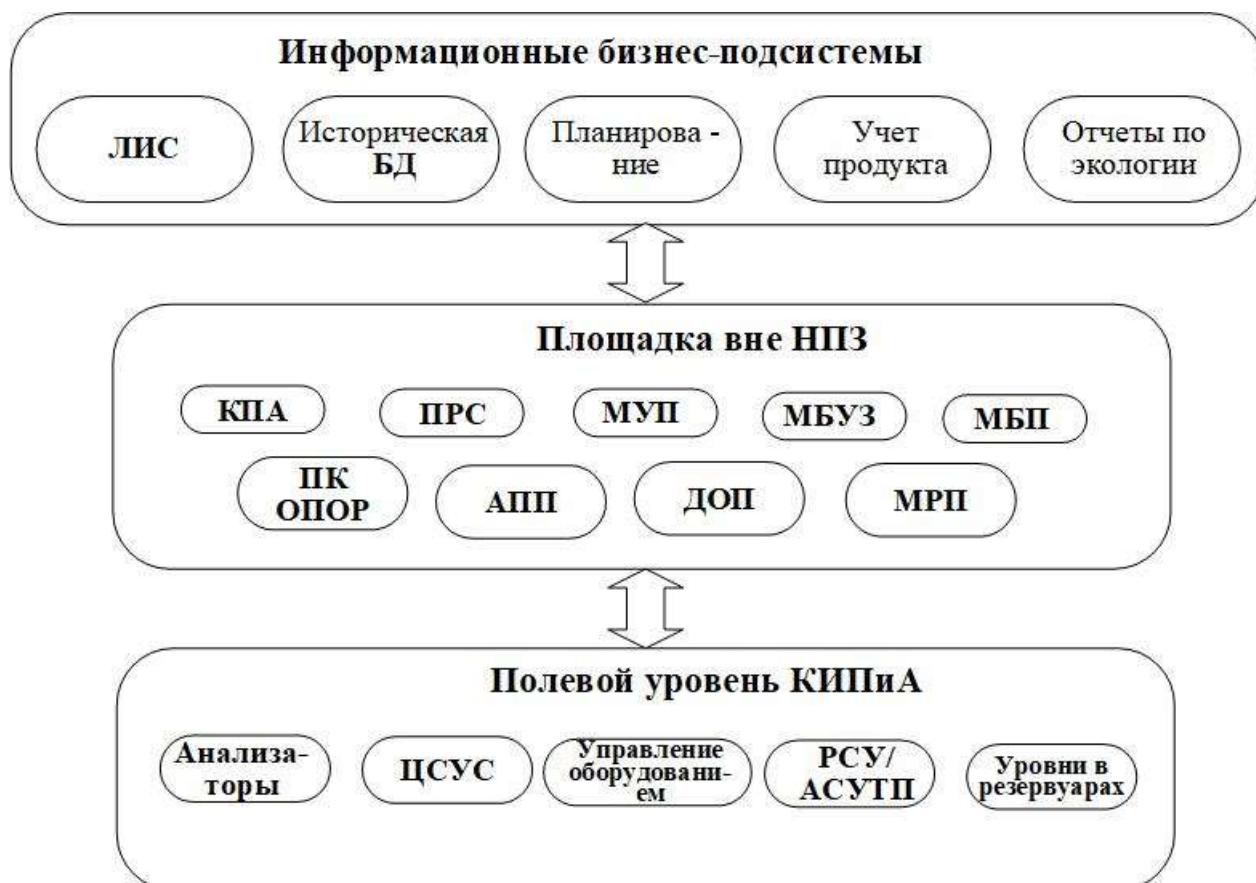 Информационные бизнес-подсистемы
ЛИС
Историческая
БД
Планирова -
ние
Учет
продукта
Отчеты по
экологии
Площадка вне НПЗ
КПА
ПРС
МУП
МБУЗ
МБП
ПК
ОПОР
АПП
ДОП
МРП
Полевой уровень КИПиА
Анализа-
торы
ЦСУС
Управление
оборудовани-
ем
РСУ/
АСУТП
Уровни в
резервуарах